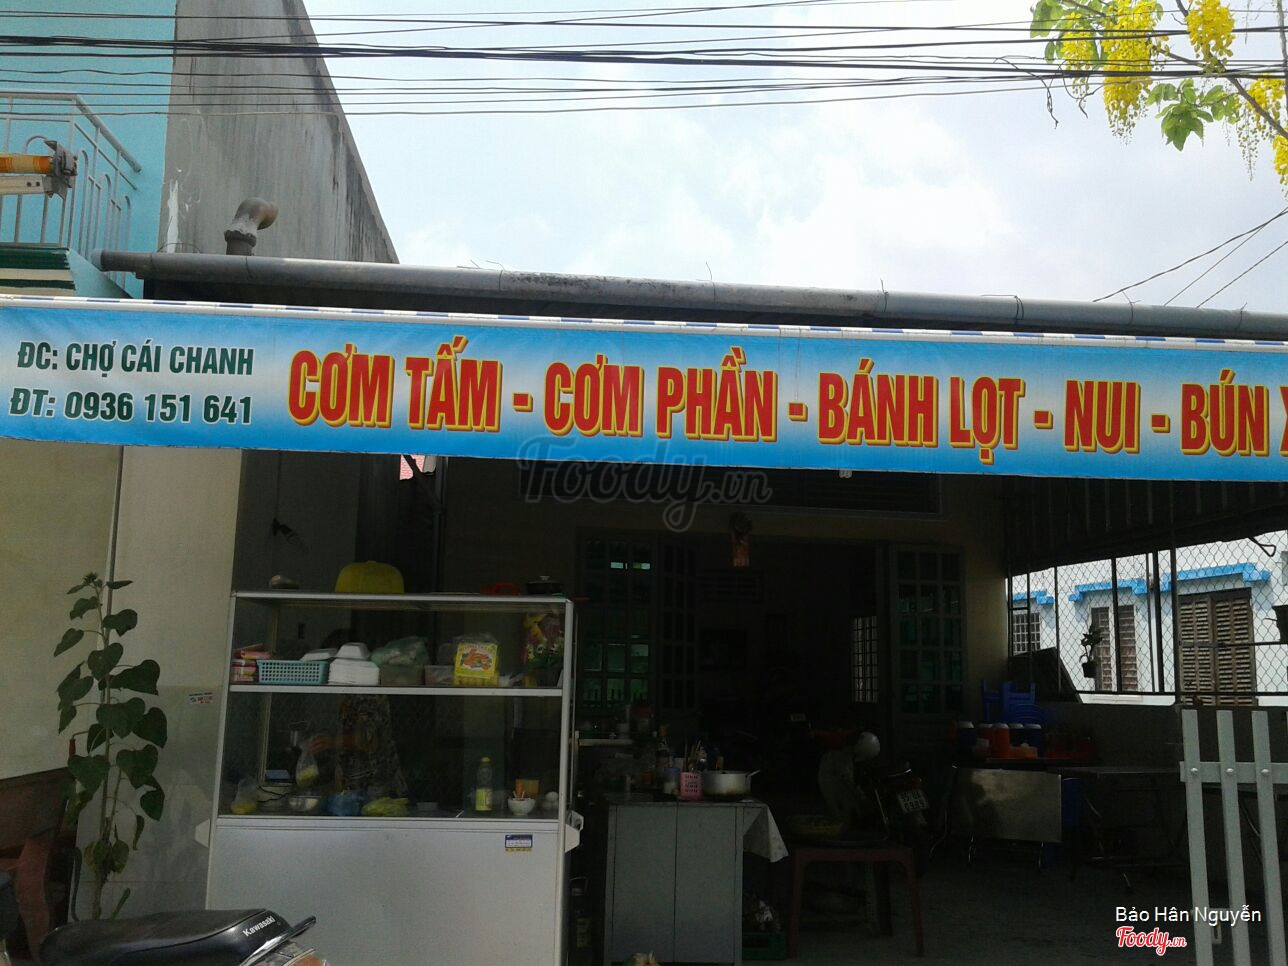 ĐC: CHỢ CÁI CHANH
ĐT: 0936 151 641
CƠM TẤM - CƠM PHẦN - BÁNH LỌT - NUI - BÚN
Foody.vn
Kawasaki
Bảo Hân Nguyễn
Foody.vn